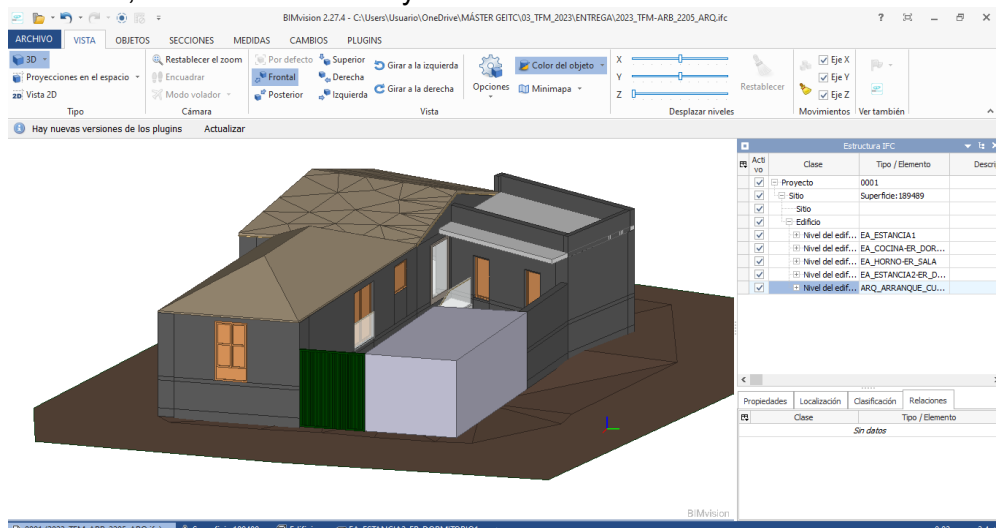 BIMvision 2.27.4 - C:\Users\Usuario\OneDrive\MÁSTER GEITC\03_TFM_2023\ENTREGA\2023_TFM-ARB_2205_ARQ.ifc
ARCHIVO VISTA OBJETOS SECCIONES MEDIDAS CAMBIOS PLUGINS
3D
Proyecciones en el espacio
2D Vista 2D
Tipo
Restablecer el zoom
Encuadrar
Modo volador
Cámara
Por defecto Superior Girar a la izquierda
Frontal Derecha
Posterior Izquierda Girar a la derecha
Opciones
Color del objeto
Minimapa
Vista
X
Y
Z
Restablecer
Desplazar niveles
Eje X
Eje Y
Eje Z
Movimientos
Ver también
Hay nuevas versiones de los plugins Actualizar
Estructura IFC
Activo Clase Tipo / Elemento Descri
Proyecto 0001
Sitio Superficie:189489
Sitio
Edificio
Nivel del edif... EA_ESTANCIA1
Nivel del edif... EA_COCINA-ER_DOR...
Nivel del edif... EA_HORNO-ER_SALA
Nivel del edif... EA_ESTANCIA2-ER_D...
Nivel del edif... ARQ_ARRANQUE_CU...
Propiedades Localización Clasificación Relaciones
Clase Tipo / Elemento
Sin datos
BIMvision